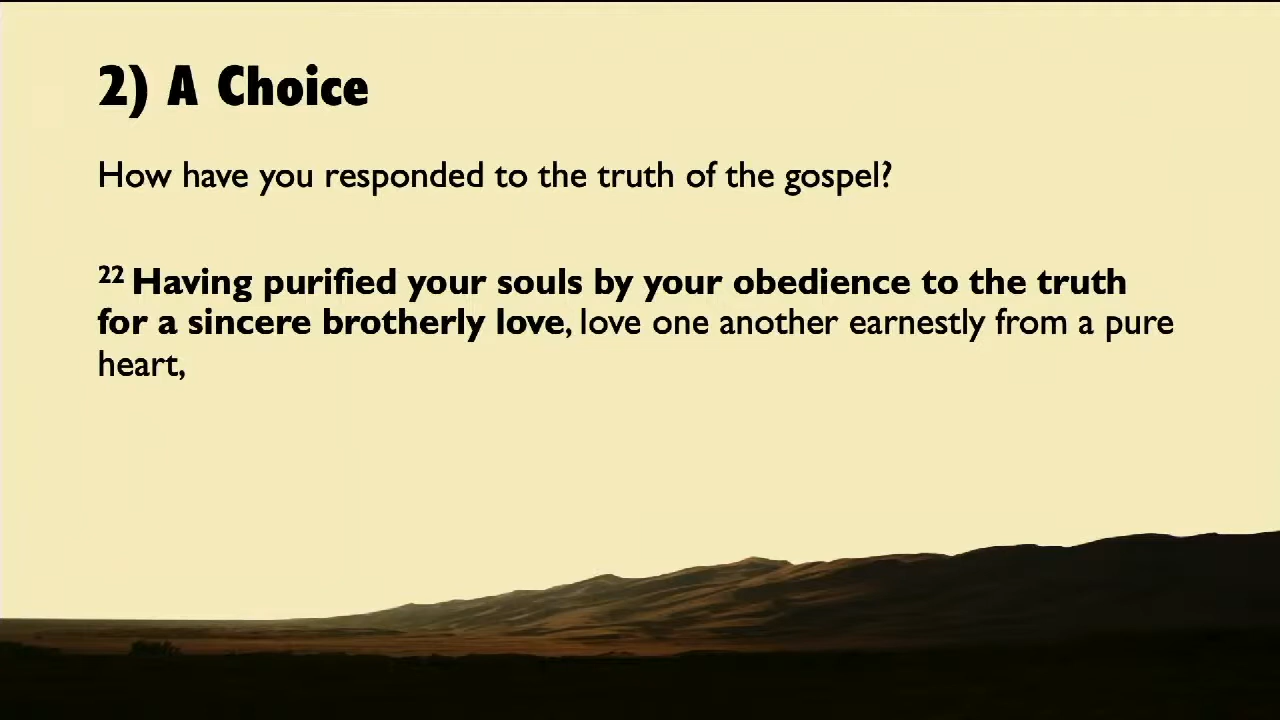 2) A Choice
How have you responded to the truth of the gospel?
22 Having purified your souls by your obedience to the truth
for a sincere brotherly love, love one another earnestly from a pure
heart,